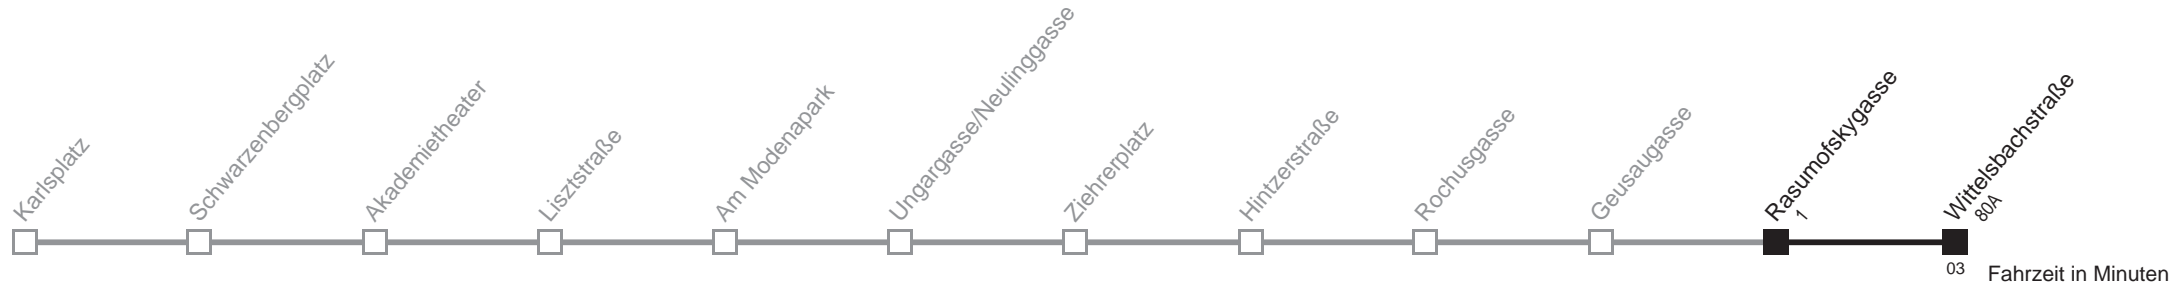 Karlsplatz
Schwarzenbergplatz
Akademietheater
Lisztstraße
Am Modenapark
Ungargasse/Neulinggasse
Ziehrerplatz
Hintzerstraße
Rochusgasse
Geusaugasse
Rasumofskygasse
1
Wittelsbachstraße
80A
03
Fahrzeit in Minuten